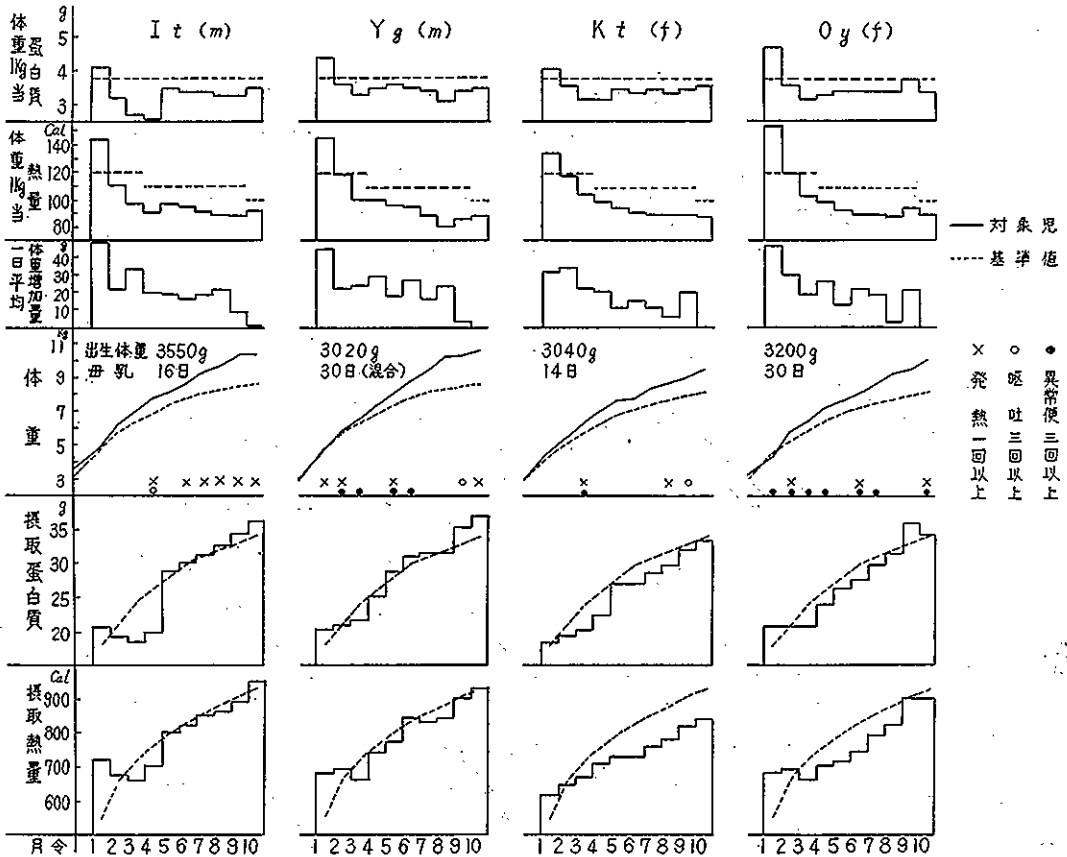 It (m) Yg (m) Kt (f) Oy (f)
体重1kg当
蛋白質
g
5
4
3
体重1kg当
熱量
Cal
140
120
100
80
一日平均
体重増加量
g
40
30
20
10
対象児
基準値
体重
kg
11
9
7
5
3
出生体重 3550g 3020g 3040g 3200g
母乳 16日 30日(混合) 14日 30日
× 発熱一回以上
○ 嘔吐三回以上
● 異常便三回以上
摂取蛋白質
g
35
30
25
20
摂取熱量
Cal
900
800
700
600
月令 1 2 3 4 5 6 7 8 9 10 1 2 3 4 5 6 7 8 9 10 1 2 3 4 5 6 7 8 9 10 1 2 3 4 5 6 7 8 9 10